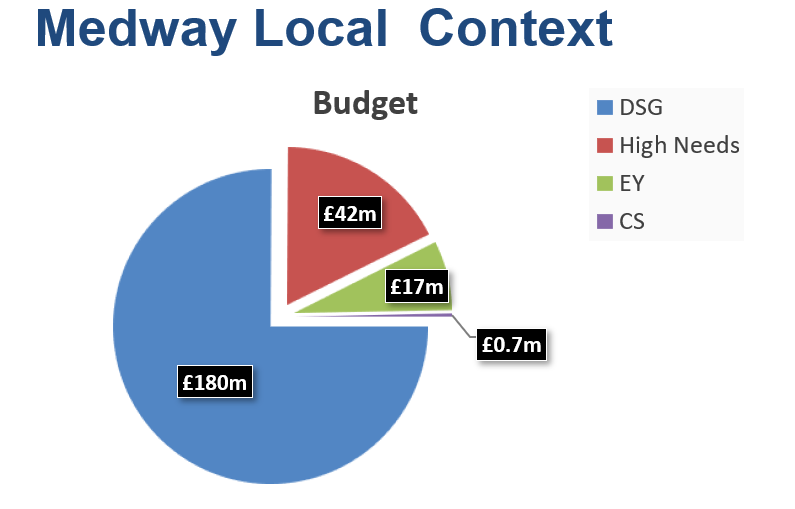 Medway Local  Context
Budget
DSG
High Needs
EY
CS
£42m
£17m
£0.7m
£180m